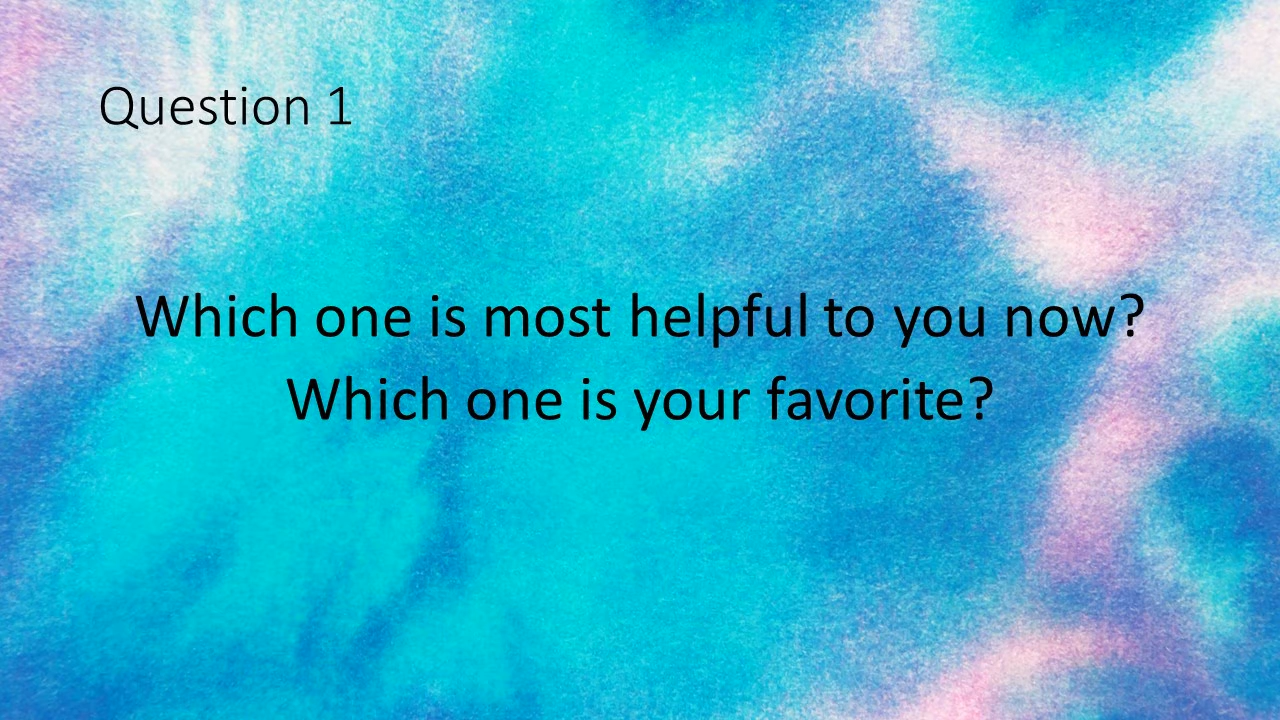 Question 1
Which one is most helpful to you now?
Which one is your favorite?